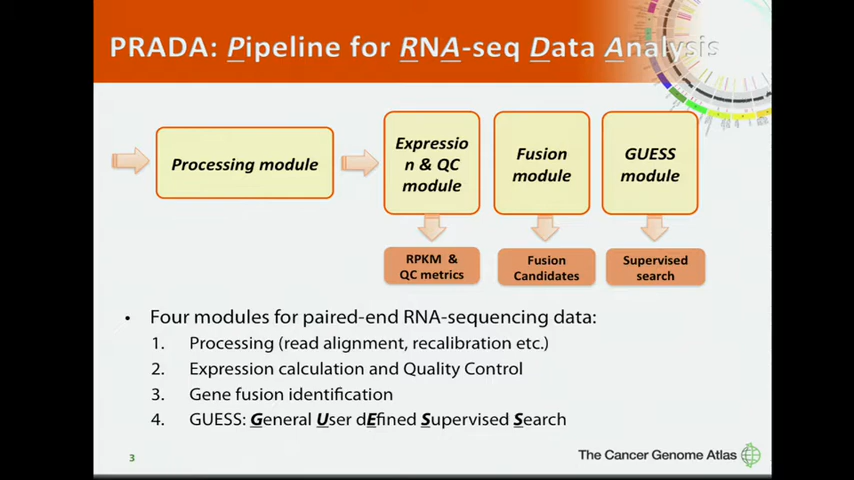 PRADA: Pipeline for RNA-seq Data Analysis
Processing module
Expressio
n & QC
module
Fusion
module
GUESS
module
RPKM &
QC metrics
Fusion
Candidates
Supervised
search
• Four modules for paired-end RNA-sequencing data:
1. Processing (read alignment, recalibration etc.)
2. Expression calculation and Quality Control
3. Gene fusion identification
4. GUESS: General User dEfined Supervised Search
3
The Cancer Genome Atlas